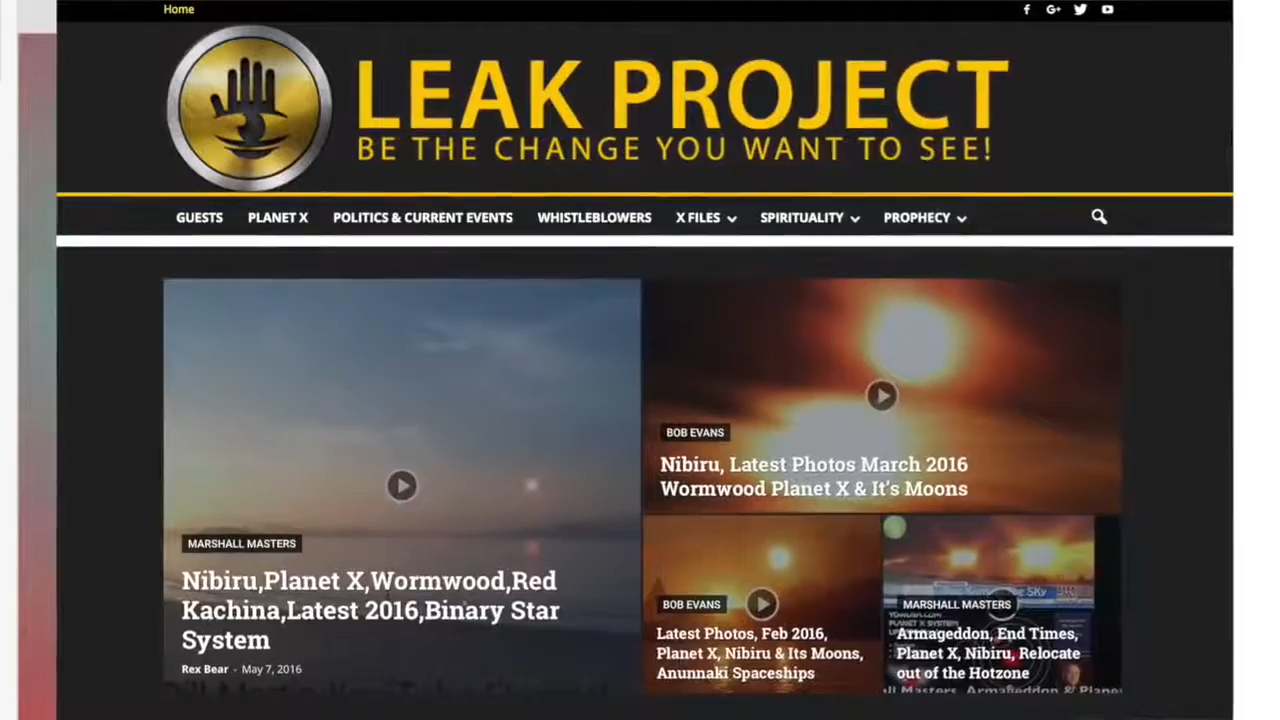 Home
LEAK PROJECT
BE THE CHANGE YOU WANT TO SEE!
GUESTS PLANET X POLITICS & CURRENT EVENTS WHISTLEBLOWERS X FILES SPIRITUALITY PROPHECY
MARSHALL MASTERS
Nibiru,Planet X,Wormwood,Red
Kachina,Latest 2016,Binary Star
System
Rex Bear - May 7, 2016
BOB EVANS
Nibiru, Latest Photos March 2016
Wormwood Planet X & It's Moons
BOB EVANS
Latest Photos, Feb 2016,
Planet X, Nibiru & Its Moons,
Anunnaki Spaceships
MARSHALL MASTERS
Armageddon, End Times,
Planet X, Nibiru, Relocate
out of the Hotzone